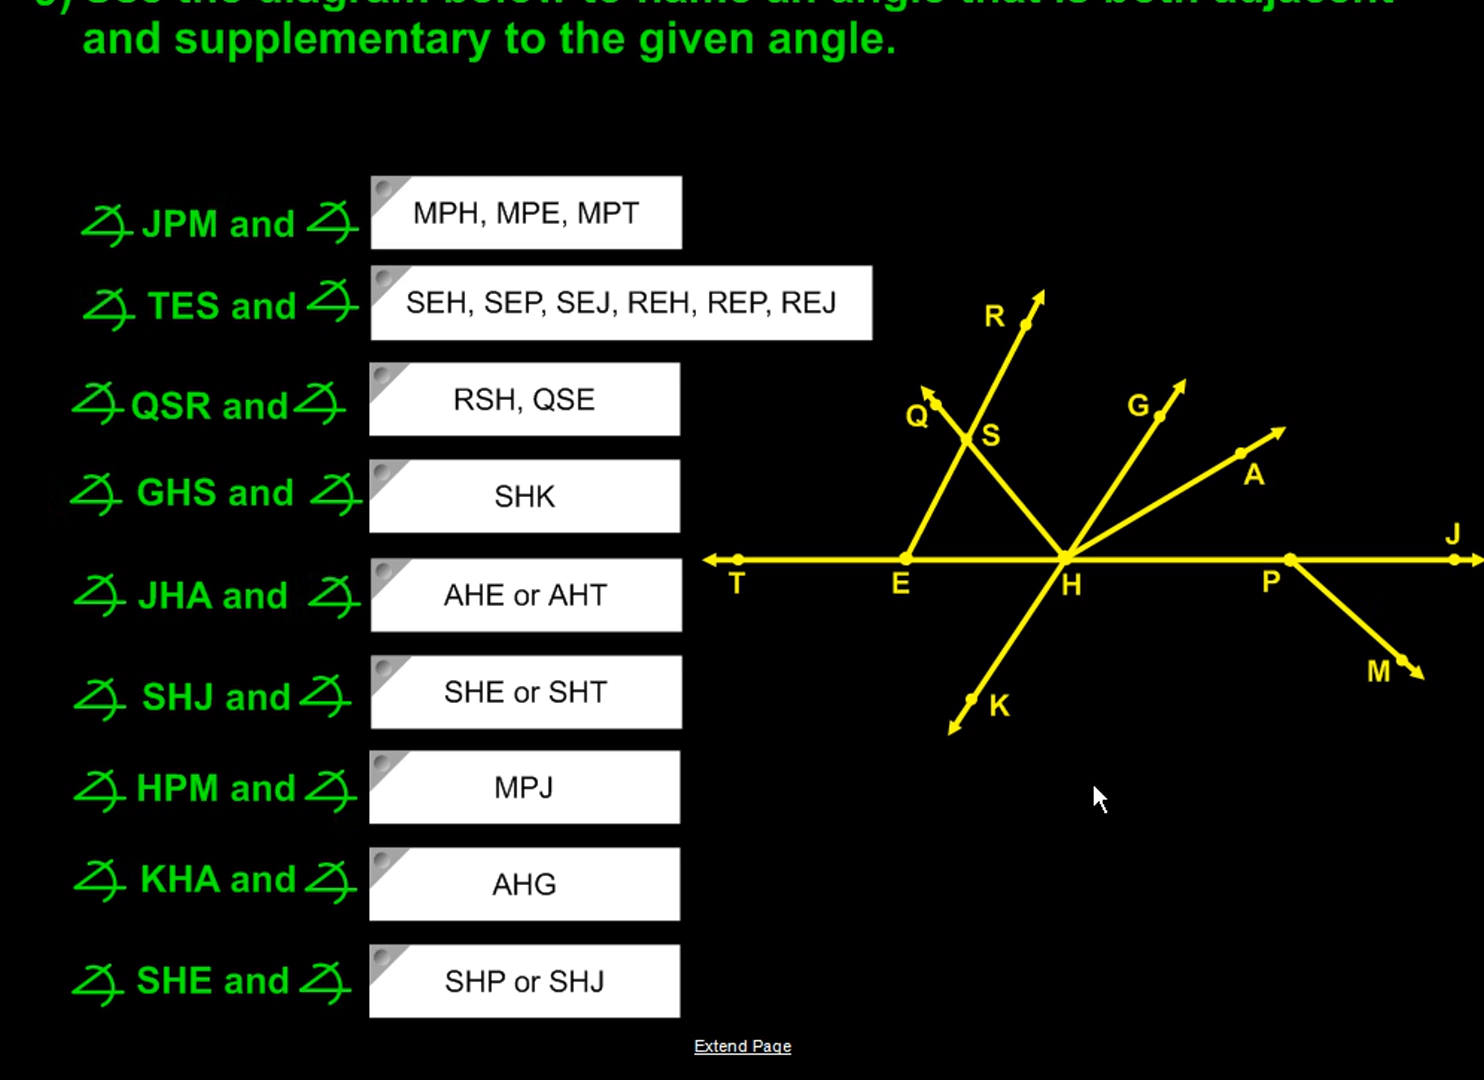 and supplementary to the given angle.
∡ JPM and ∡ MPH, MPE, MPT
∡ TES and ∡ SEH, SEP, SEJ, REH, REP, REJ
∡ QSR and ∡ RSH, QSE
∡ GHS and ∡ SHK
∡ JHA and ∡ AHE or AHT
∡ SHJ and ∡ SHE or SHT
∡ HPM and ∡ MPJ
∡ KHA and ∡ AHG
∡ SHE and ∡ SHP or SHJ
R
Q
S
G
A
J
T
E
H
P
M
K
Extend Page